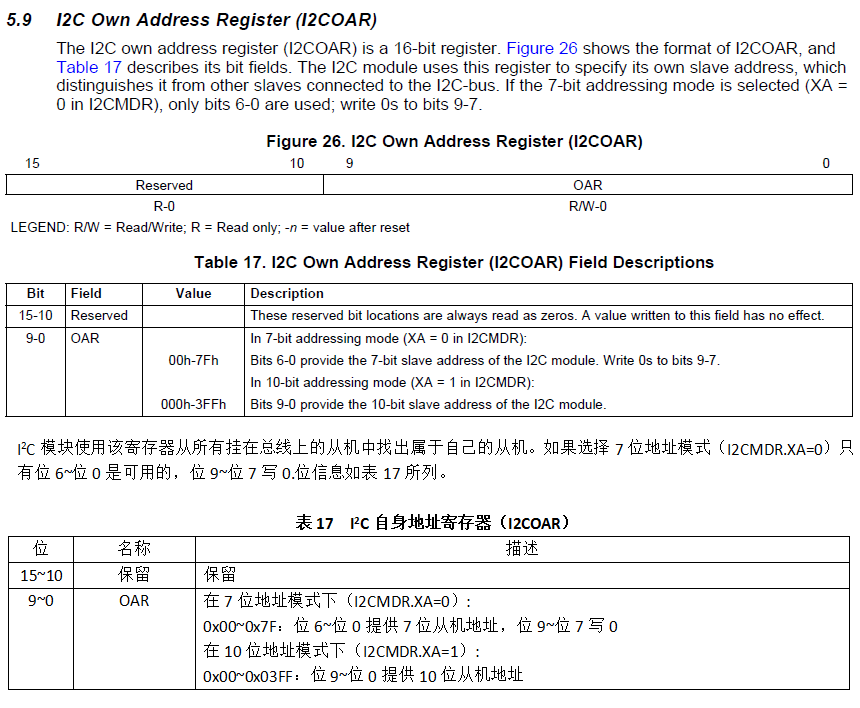 5.9 I2C Own Address Register (I2COAR)
The I2C own address register (I2COAR) is a 16-bit register. Figure 26 shows the format of I2COAR, and
Table 17 describes its bit fields. The I2C module uses this register to specify its own slave address, which
distinguishes it from other slaves connected to the I2C-bus. If the 7-bit addressing mode is selected (XA =
0 in I2CMDR), only bits 6-0 are used; write 0s to bits 9-7.
Figure 26. I2C Own Address Register (I2COAR)
15 10 9 0
Reserved OAR
R-0 R/W-0
LEGEND: R/W = Read/Write; R = Read only; -n = value after reset
Table 17. I2C Own Address Register (I2COAR) Field Descriptions
Bit Field Value Description
15-10 Reserved These reserved bit locations are always read as zeros. A value written to this field has no effect.
9-0 OAR In 7-bit addressing mode (XA = 0 in I2CMDR):
00h-7Fh Bits 6-0 provide the 7-bit slave address of the I2C module. Write 0s to bits 9-7.
In 10-bit addressing mode (XA = 1 in I2CMDR):
000h-3FFh Bits 9-0 provide the 10-bit slave address of the I2C module.
I²C 模块使用该寄存器从所有挂在总线上的从机中找出属于自己的从机。如果选择 7 位地址模式（I2CMDR.XA=0）只
有位 6~位 0 是可用的，位 9~位 7 写 0.位信息如表 17 所列。
表 17 I²C 自身地址寄存器（I2COAR）
位 名称 描述
15~10 保留 保留
9~0 OAR 在 7 位地址模式下（I2CMDR.XA=0）:
0x00~0x7F：位 6~位 0 提供 7 位从机地址，位 9~位 7 写 0
在 10 位地址模式下（I2CMDR.XA=1）:
0x00~0x03FF：位 9~位 0 提供 10 位从机地址